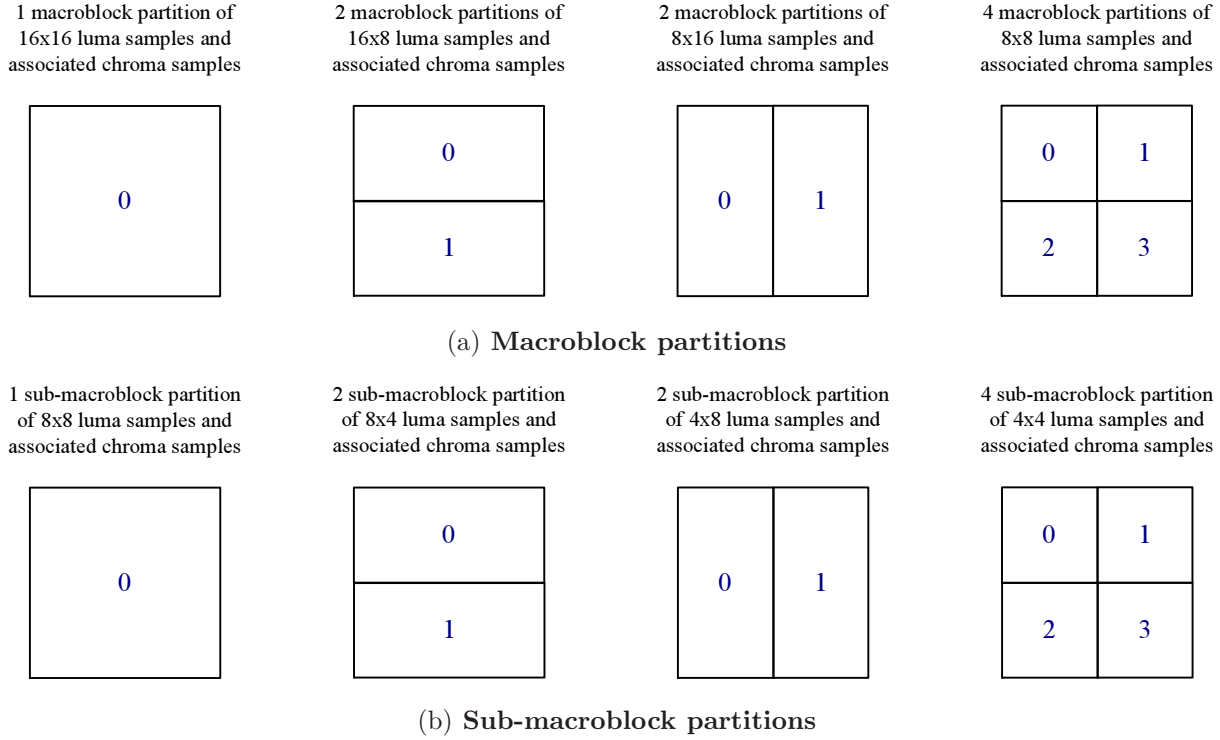 1 macroblock partition of
16x16 luma samples and
associated chroma samples
2 macroblock partitions of
16x8 luma samples and
associated chroma samples
2 macroblock partitions of
8x16 luma samples and
associated chroma samples
4 macroblock partitions of
8x8 luma samples and
associated chroma samples
0
0
1
0 1
0 1
2 3
(a) Macroblock partitions
1 sub-macroblock partition
of 8x8 luma samples and
associated chroma samples
2 sub-macroblock partition
of 8x4 luma samples and
associated chroma samples
2 sub-macroblock partition
of 4x8 luma samples and
associated chroma samples
4 sub-macroblock partition
of 4x4 luma samples and
associated chroma samples
0
0
1
0 1
0 1
2 3
(b) Sub-macroblock partitions